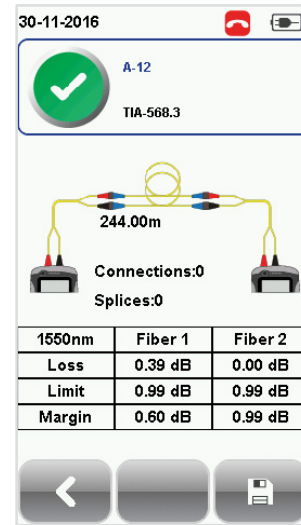 30-11-2016
A-12
TIA-568.3
244.00m
Connections:0
Splices:0
1550nm Fiber 1 Fiber 2
Loss 0.39 dB 0.00 dB
Limit 0.99 dB 0.99 dB
Margin 0.60 dB 0.99 dB